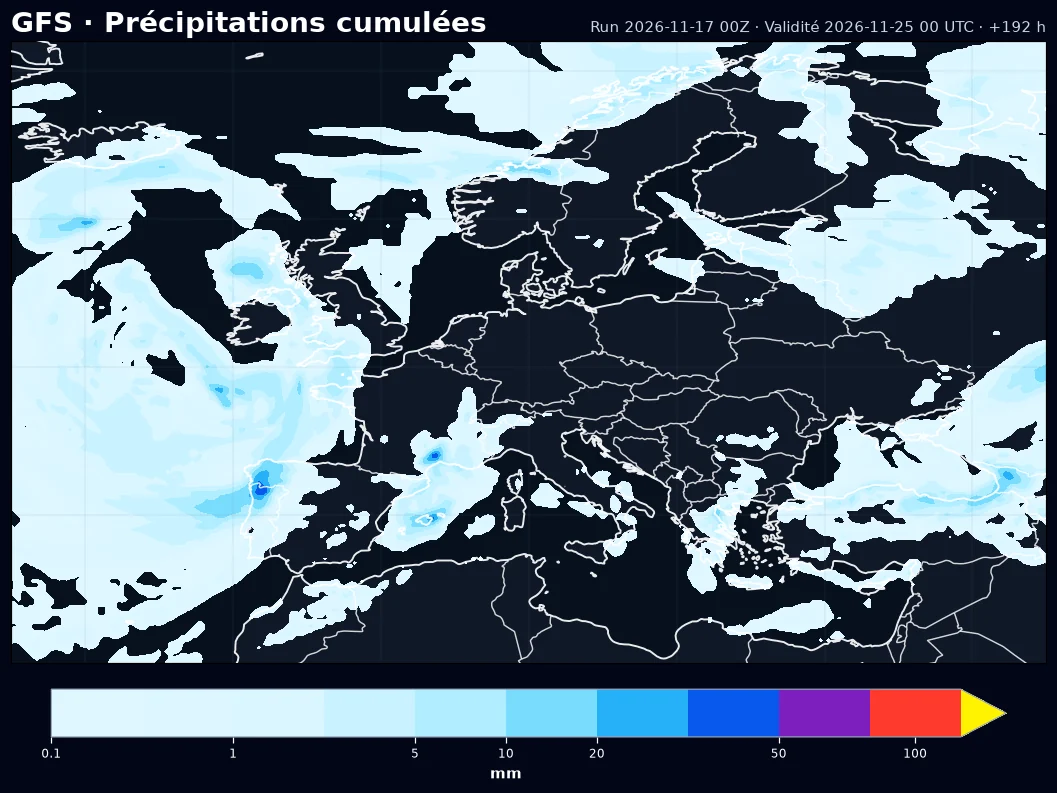 GFS · Précipitations cumulées
Run 2026-11-17 00Z · Validité 2026-11-25 00 UTC · +192 h
0.1 1 5 10 20 50 100
mm